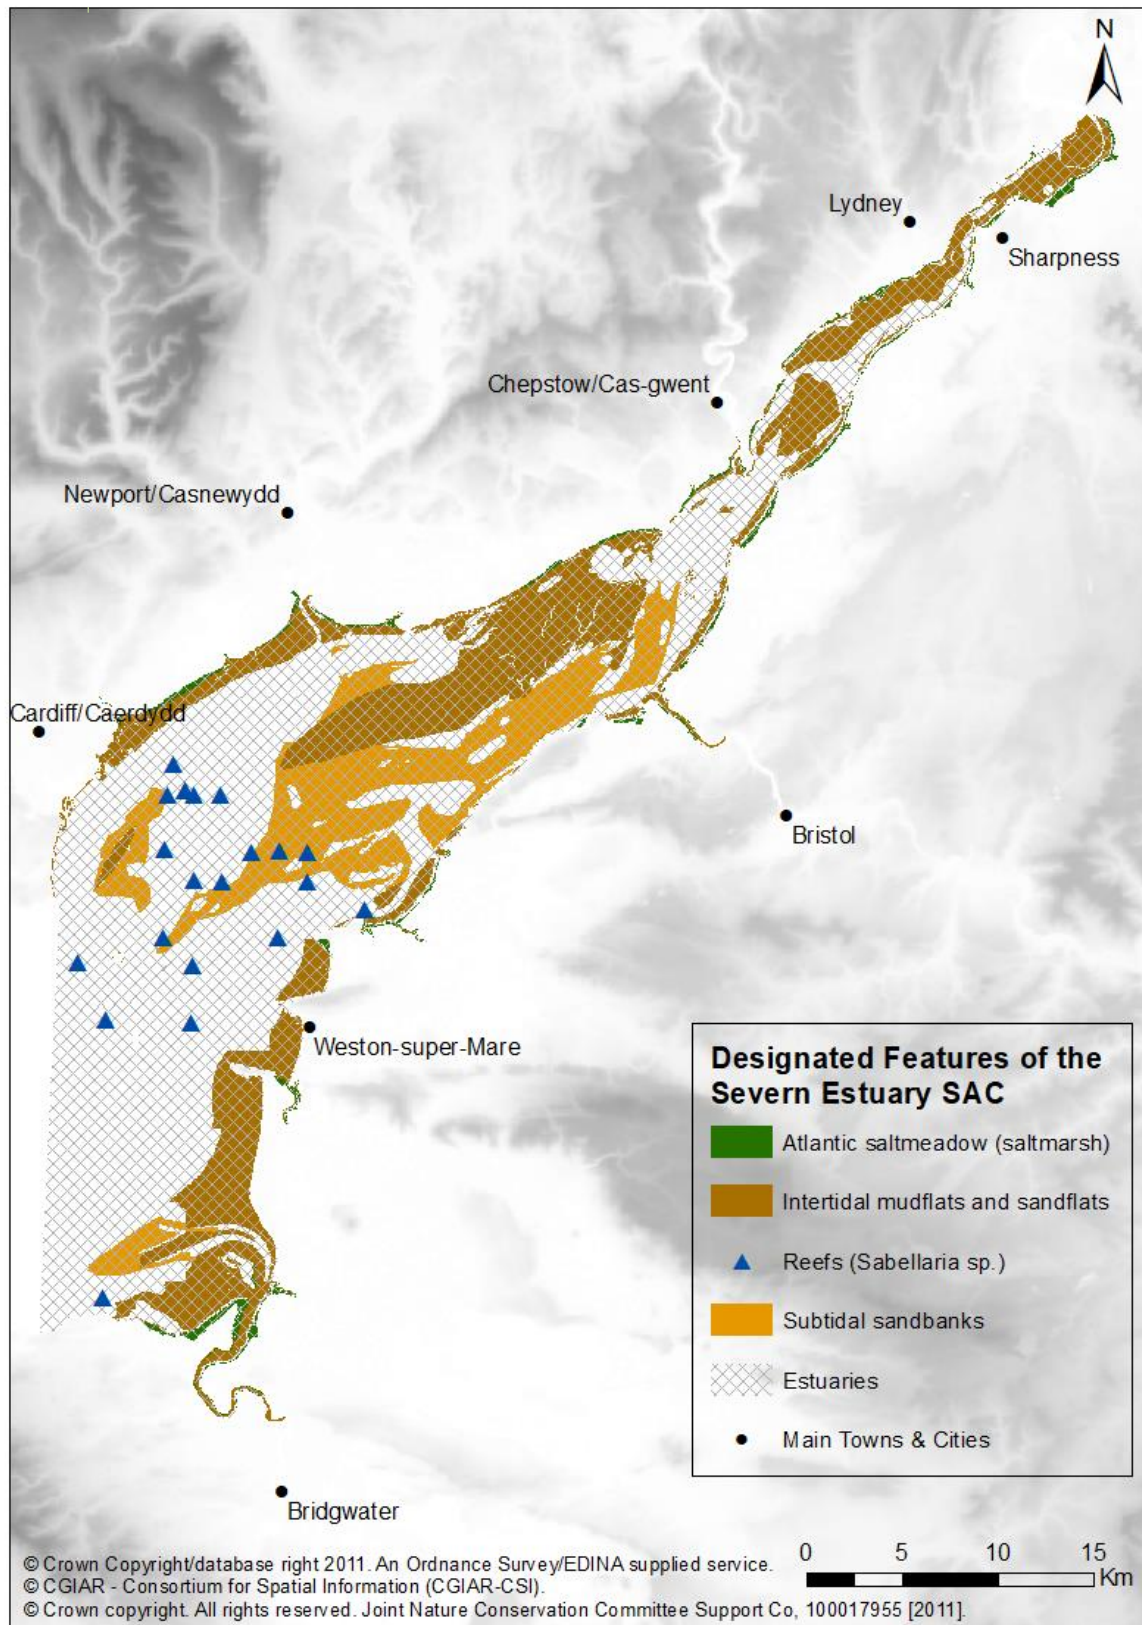 N
Lydney
Sharpness
Chepstow/Cas-gwent
Newport/Casnewydd
Cardiff/Caerdydd
Bristol
Weston-super-Mare
Designated Features of the
Severn Estuary SAC
Atlantic saltmeadow (saltmarsh)
Intertidal mudflats and sandflats
Reefs (Sabellaria sp.)
Subtidal sandbanks
Estuaries
Main Towns & Cities
Bridgwater
0 5 10 15
Km
© Crown Copyright/database right 2011. An Ordnance Survey/EDINA supplied service.
© CGIAR - Consortium for Spatial Information (CGIAR-CSI).
© Crown copyright. All rights reserved. Joint Nature Conservation Committee Support Co, 100017955 [2011].